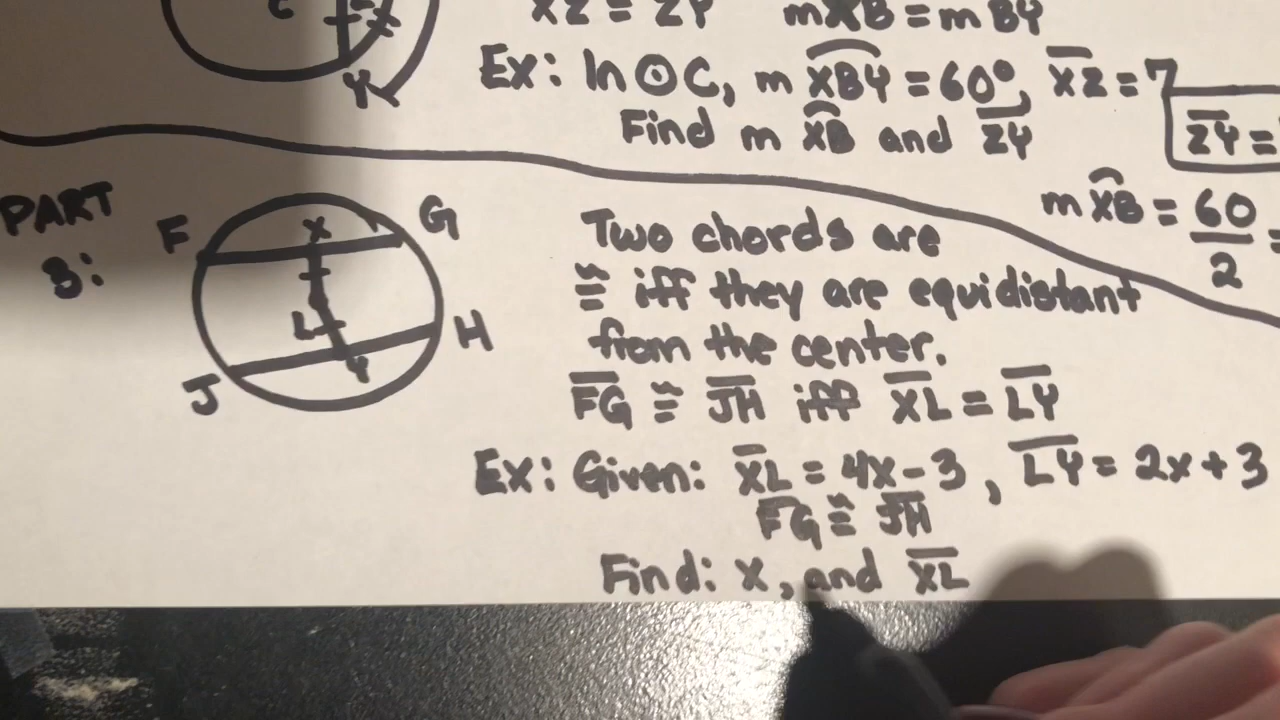 C
Y
XZ = ZY mXB = m BY
Ex: In ⊙C, m XBY = 60°, XZ = 7
Find m XB and ZY
ZY =
mXB = 60/2 =
PART 3:
F
G
X
L
H
J
Y
Two chords are
≅ iff they are equidistant
from the center.
FG ≅ JH iff XL = LY
Ex: Given: XL = 4x-3, LY = 2x+3
FG ≅ JH
Find: x, and XL